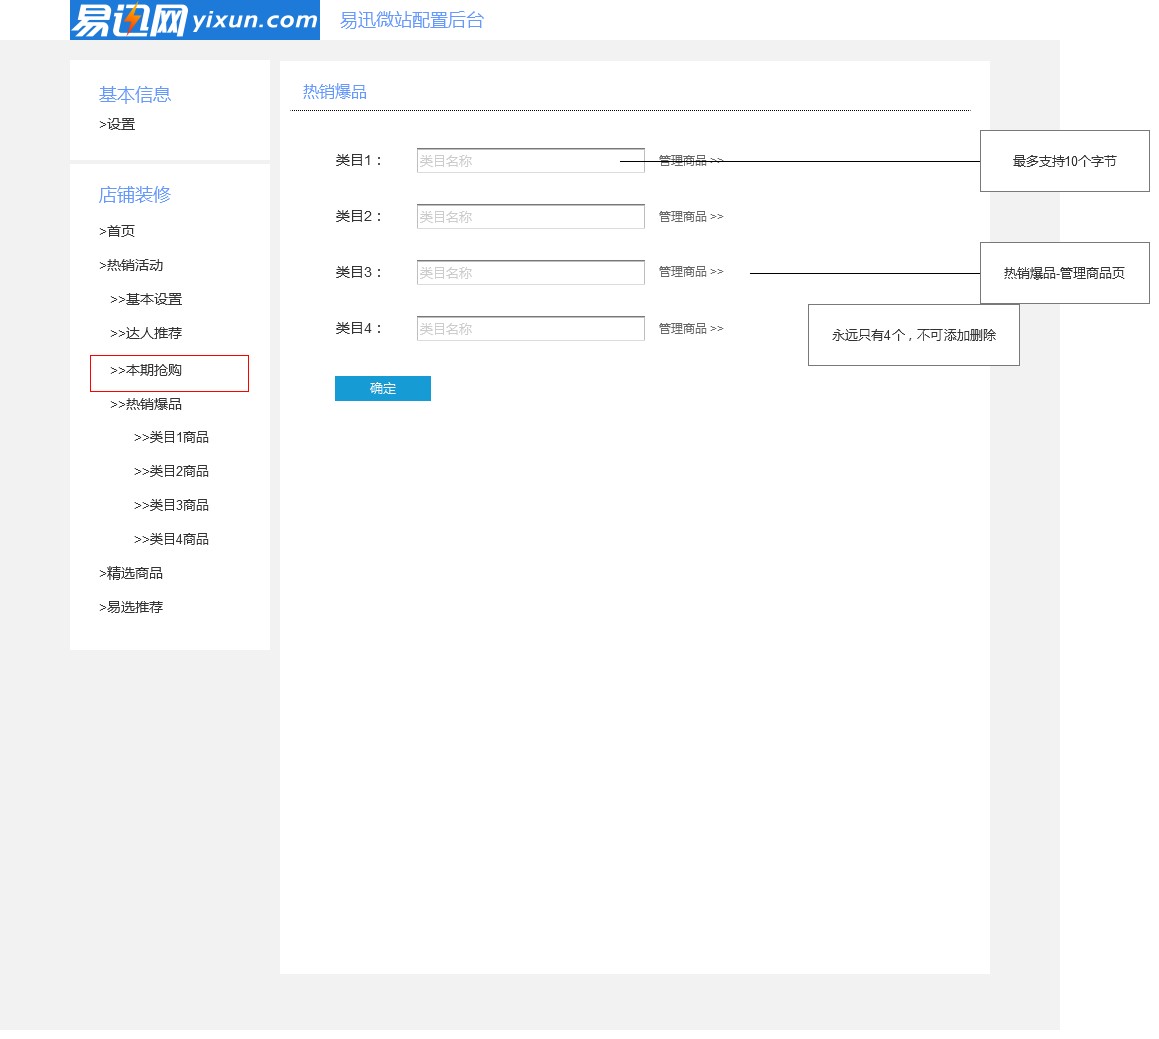 易迅网 yixun.com 易迅微站配置后台
基本信息
>设置
店铺装修
>首页
>热销活动
>>基本设置
>>达人推荐
>>本期抢购
>>热销爆品
>>类目1商品
>>类目2商品
>>类目3商品
>>类目4商品
>精选商品
>易选推荐
热销爆品
类目1： 类目名称 管理商品 >>
最多支持10个字节
类目2： 类目名称 管理商品 >>
类目3： 类目名称 管理商品 >>
热销爆品-管理商品页
类目4： 类目名称 管理商品 >>
永远只有4个，不可添加删除
确定